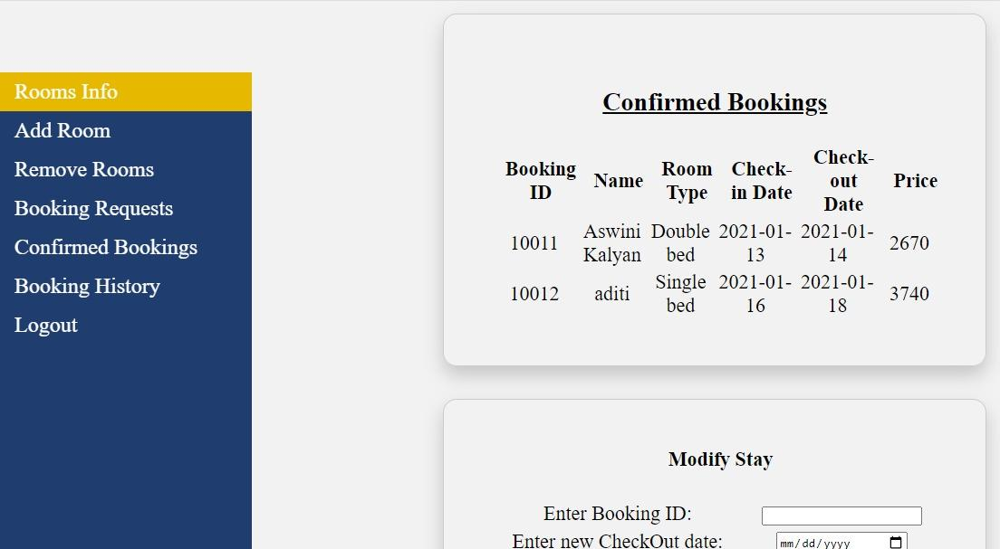 Rooms Info
Add Room
Remove Rooms
Booking Requests
Confirmed Bookings
Booking History
Logout
Confirmed Bookings
Booking ID Name Room Type Check-in Date Check-out Date Price
10011 Aswini Kalyan Double bed 2021-01-13 2021-01-14 2670
10012 aditi Single bed 2021-01-16 2021-01-18 3740
Modify Stay
Enter Booking ID:
Enter new CheckOut date: mm/dd/yyyy